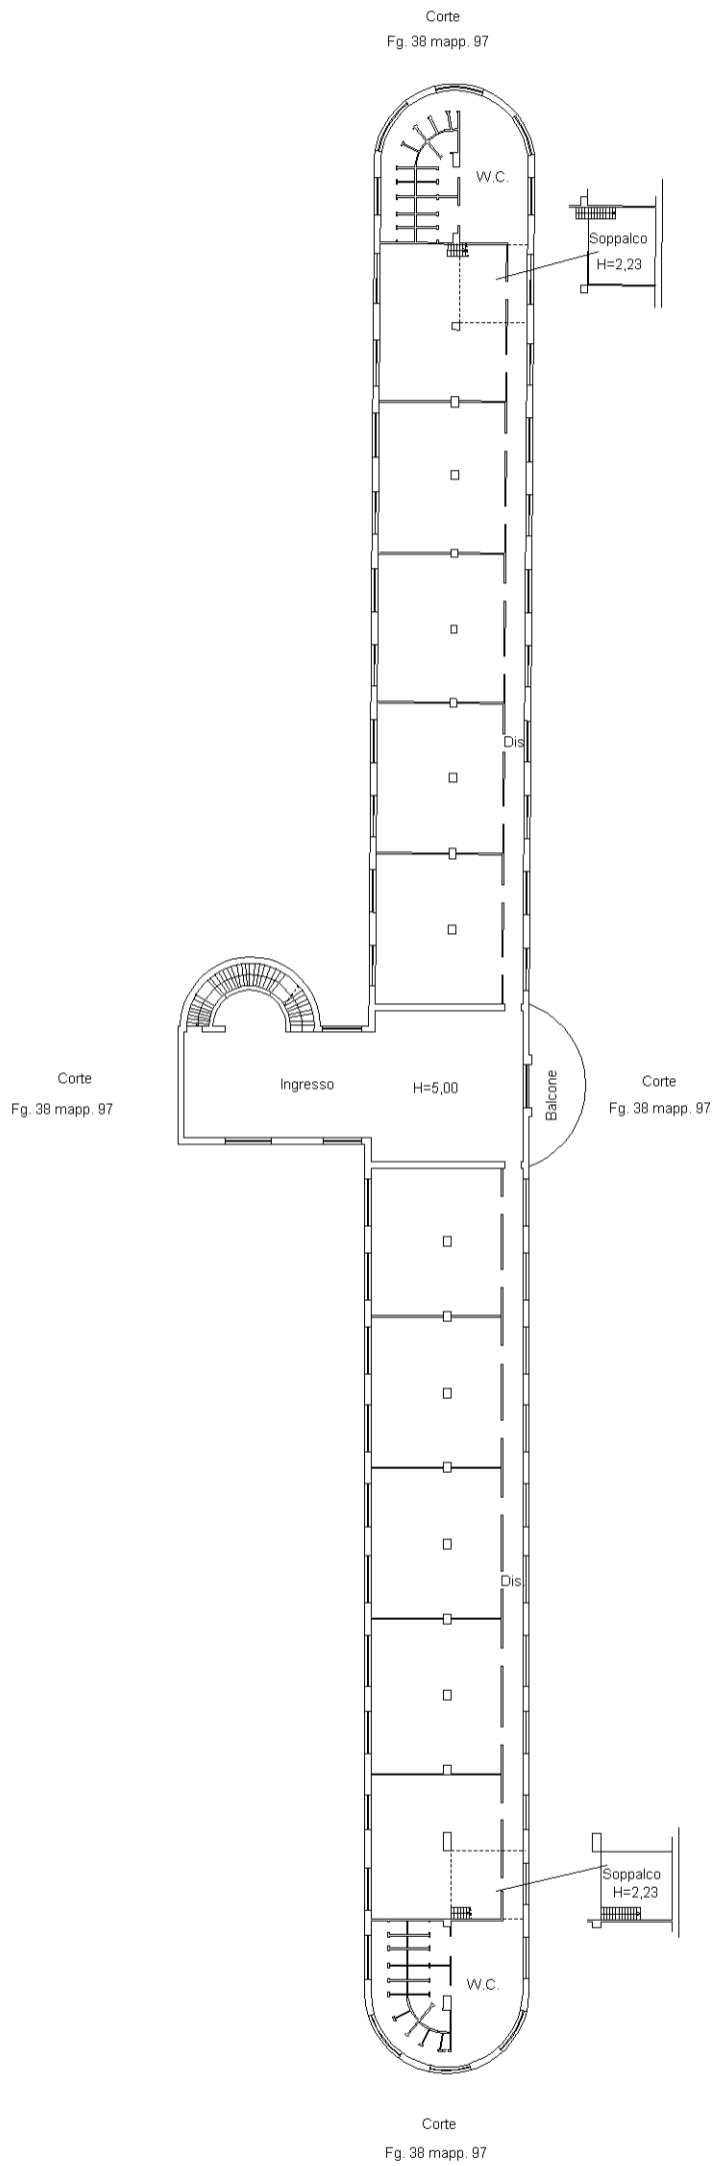 Corte
Fg. 38 mapp. 97
W.C.
Soppalco
H=2,23
Dis
Corte
Fg. 38 mapp. 97
Ingresso
H=5,00
Balcone
Corte
Fg. 38 mapp. 97
Dis.
Soppalco
H=2,23
W.C.
Corte
Fg. 38 mapp. 97